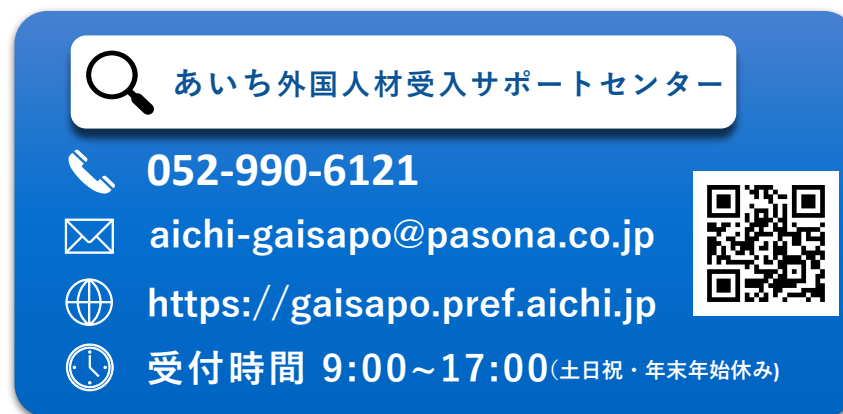 あいち外国人材受入サポートセンター
052-990-6121
aichi-gaisapo@pasona.co.jp
https://gaisapo.pref.aichi.jp
受付時間 9:00~17:00(土日祝・年末年始休み)